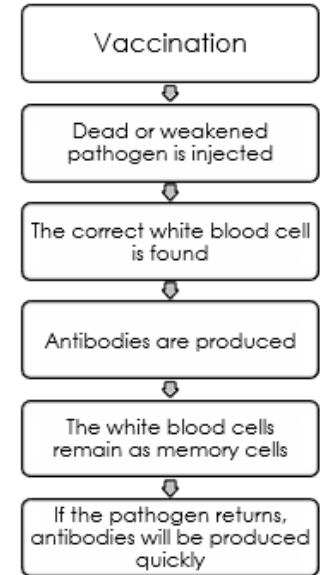 Vaccination
Dead or weakened
pathogen is injected
The correct white blood cell
is found
Antibodies are produced
The white blood cells
remain as memory cells
If the pathogen returns,
antibodies will be produced
quickly